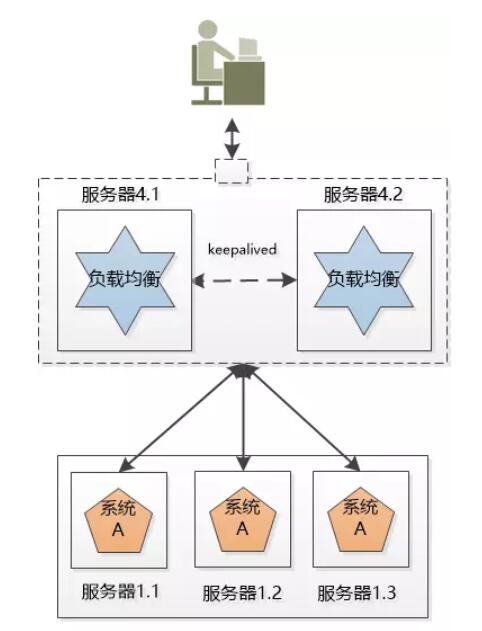 服务器4.1
服务器4.2
keepalived
负载均衡
负载均衡
系统
A
系统
A
系统
A
服务器1.1
服务器1.2
服务器1.3